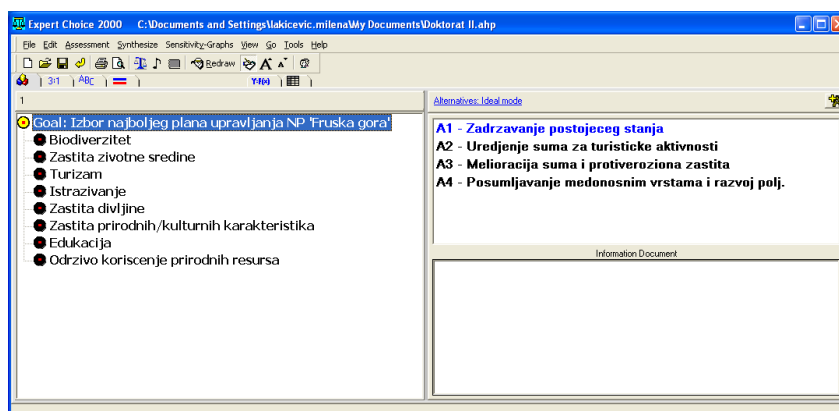 Expert Choice 2000 C:\Documents and Settings\lakicevic.milena\My Documents\Doktorat II.ahp
File Edit Assessment Synthesize Sensitivity-Graphs View Go Tools Help
Redraw A A
3:1 ABC Y=f(x)
1
Alternatives: Ideal mode
Goal: Izbor najboljeg plana upravljanja NP 'Fruska gora'
Biodiverzitet
Zastita zivotne sredine
Turizam
Istrazivanje
Zastita divljine
Zastita prirodnih/kulturnih karakteristika
Edukacija
Odrzivo koriscenje prirodnih resursa
A1 - Zadrzavanje postojeceg stanja
A2 - Uredjenje suma za turisticke aktivnosti
A3 - Melioracija suma i protiveroziona zastita
A4 - Posumljavanje medonosnim vrstama i razvoj polj.
Information Document